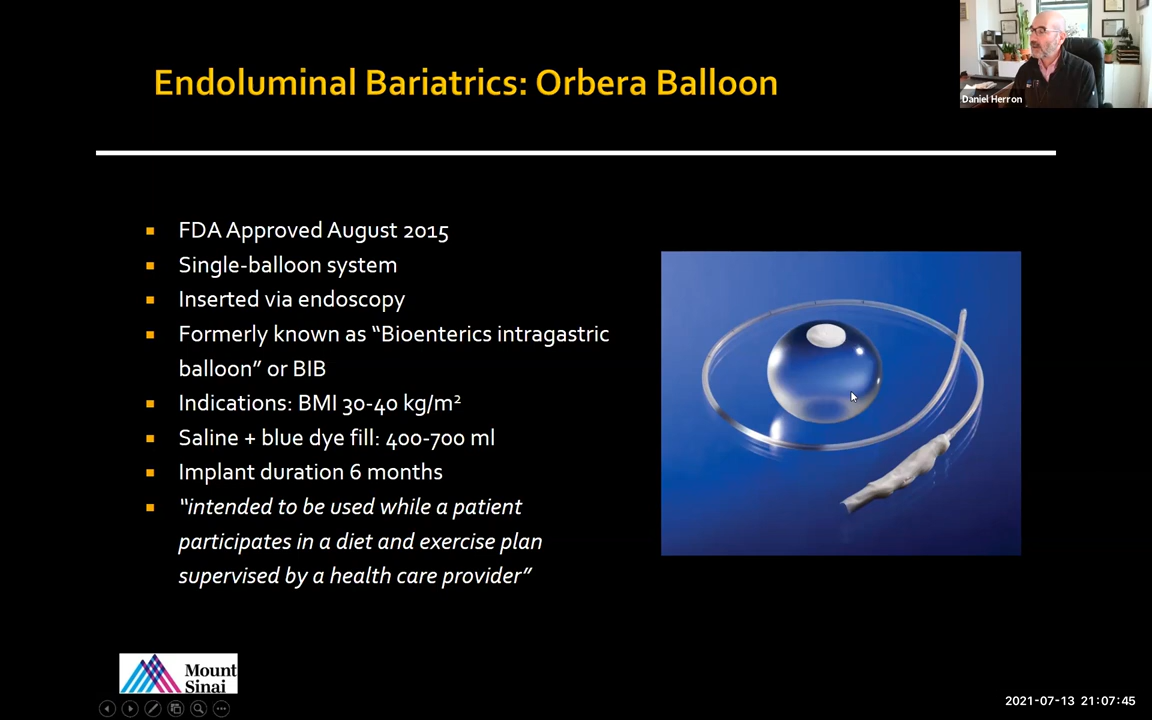 Endoluminal Bariatrics: Orbera Balloon
Daniel Herron
FDA Approved August 2015
Single-balloon system
Inserted via endoscopy
Formerly known as “Bioenterics intragastric
balloon” or BIB
Indications: BMI 30-40 kg/m²
Saline + blue dye fill: 400-700 ml
Implant duration 6 months
“intended to be used while a patient
participates in a diet and exercise plan
supervised by a health care provider”
Mount
Sinai
2021-07-13 21:07:45